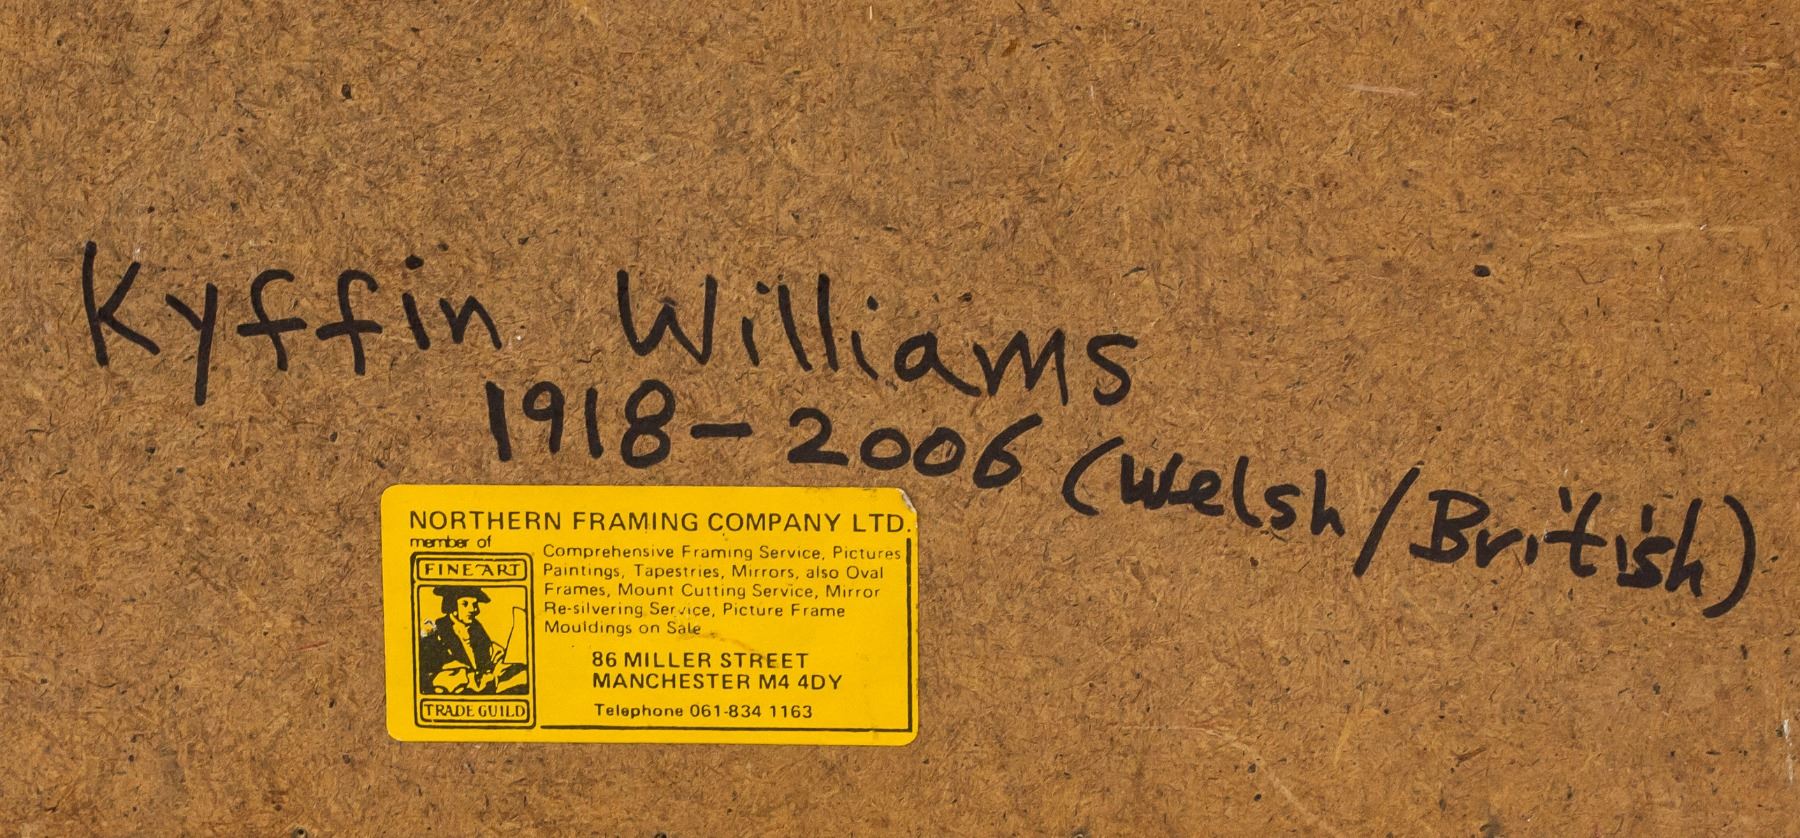 Kyffin Williams
1918-2006 (Welsh/British)
NORTHERN FRAMING COMPANY LTD.
member of
FINE ART
TRADE GUILD
Comprehensive Framing Service, Pictures
Paintings, Tapestries, Mirrors, also Oval
Frames, Mount Cutting Service, Mirror
Re-silvering Service, Picture Frame
Mouldings on Sale
86 MILLER STREET
MANCHESTER M4 4DY
Telephone 061-834 1163